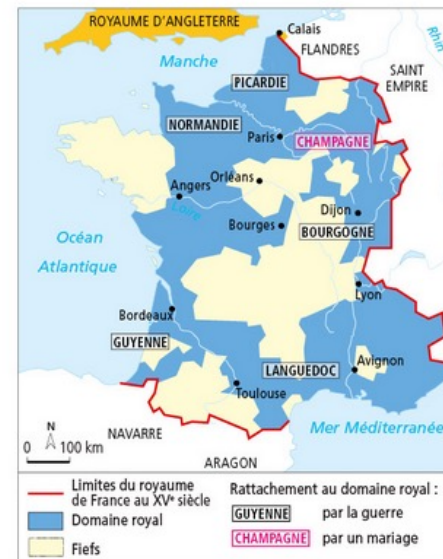 ROYAUME D'ANGLETERRE
Calais
FLANDRES
Manche
Rhin
SAINT
EMPIRE
PICARDIE
NORMANDIE
Paris
CHAMPAGNE
Orléans
Angers
Loire
Dijon
Bourges
BOURGOGNE
Océan
Atlantique
Lyon
Bordeaux
GUYENNE
Avignon
LANGUEDOC
Toulouse
N
0 100 km
NAVARRE
Mer Méditerranée
ARAGON
Limites du royaume
de France au XVe siècle
Domaine royal
Fiefs
Rattachement au domaine royal :
GUYENNE par la guerre
CHAMPAGNE par un mariage